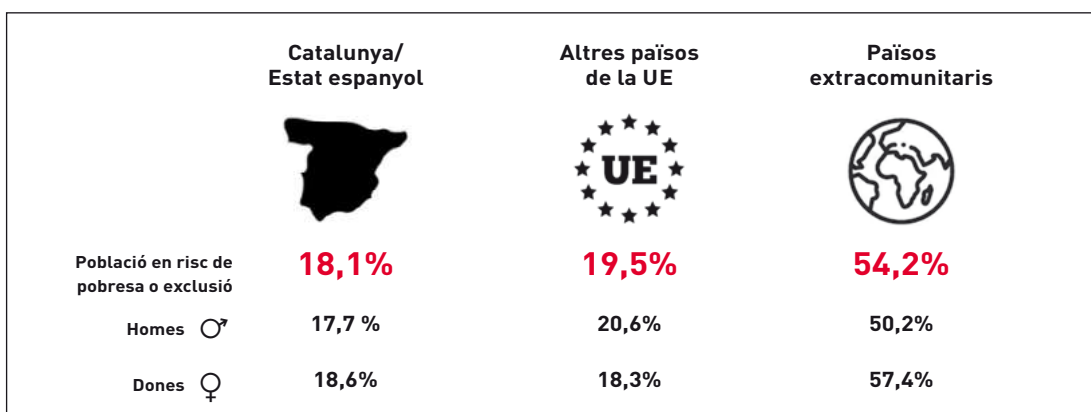 Catalunya/
Estat espanyol
Altres països
de la UE
Països
extracomunitaris
UE
Població en risc de
pobresa o exclusió
18,1%
19,5%
54,2%
Homes
17,7 %
20,6%
50,2%
Dones
18,6%
18,3%
57,4%